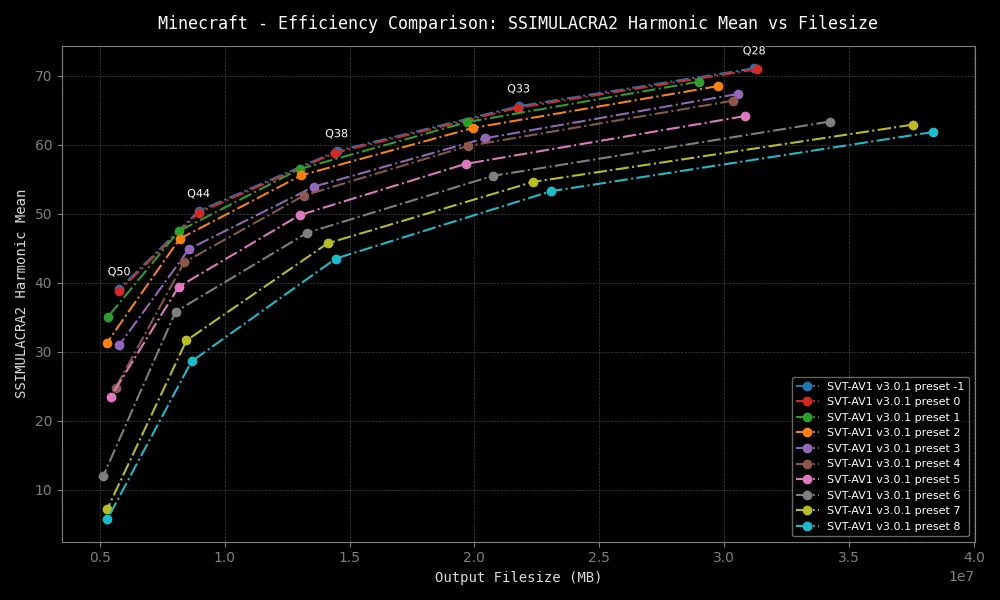 Minecraft - Efficiency Comparison: SSIMULACRA2 Harmonic Mean vs Filesize
Q28
Q33
Q38
Q44
Q50
SSIMULACRA2 Harmonic Mean
70
60
50
40
30
20
10
SVT-AV1 v3.0.1 preset -1
SVT-AV1 v3.0.1 preset 0
SVT-AV1 v3.0.1 preset 1
SVT-AV1 v3.0.1 preset 2
SVT-AV1 v3.0.1 preset 3
SVT-AV1 v3.0.1 preset 4
SVT-AV1 v3.0.1 preset 5
SVT-AV1 v3.0.1 preset 6
SVT-AV1 v3.0.1 preset 7
SVT-AV1 v3.0.1 preset 8
0.5 1.0 1.5 2.0 2.5 3.0 3.5 4.0
1e7
Output Filesize (MB)